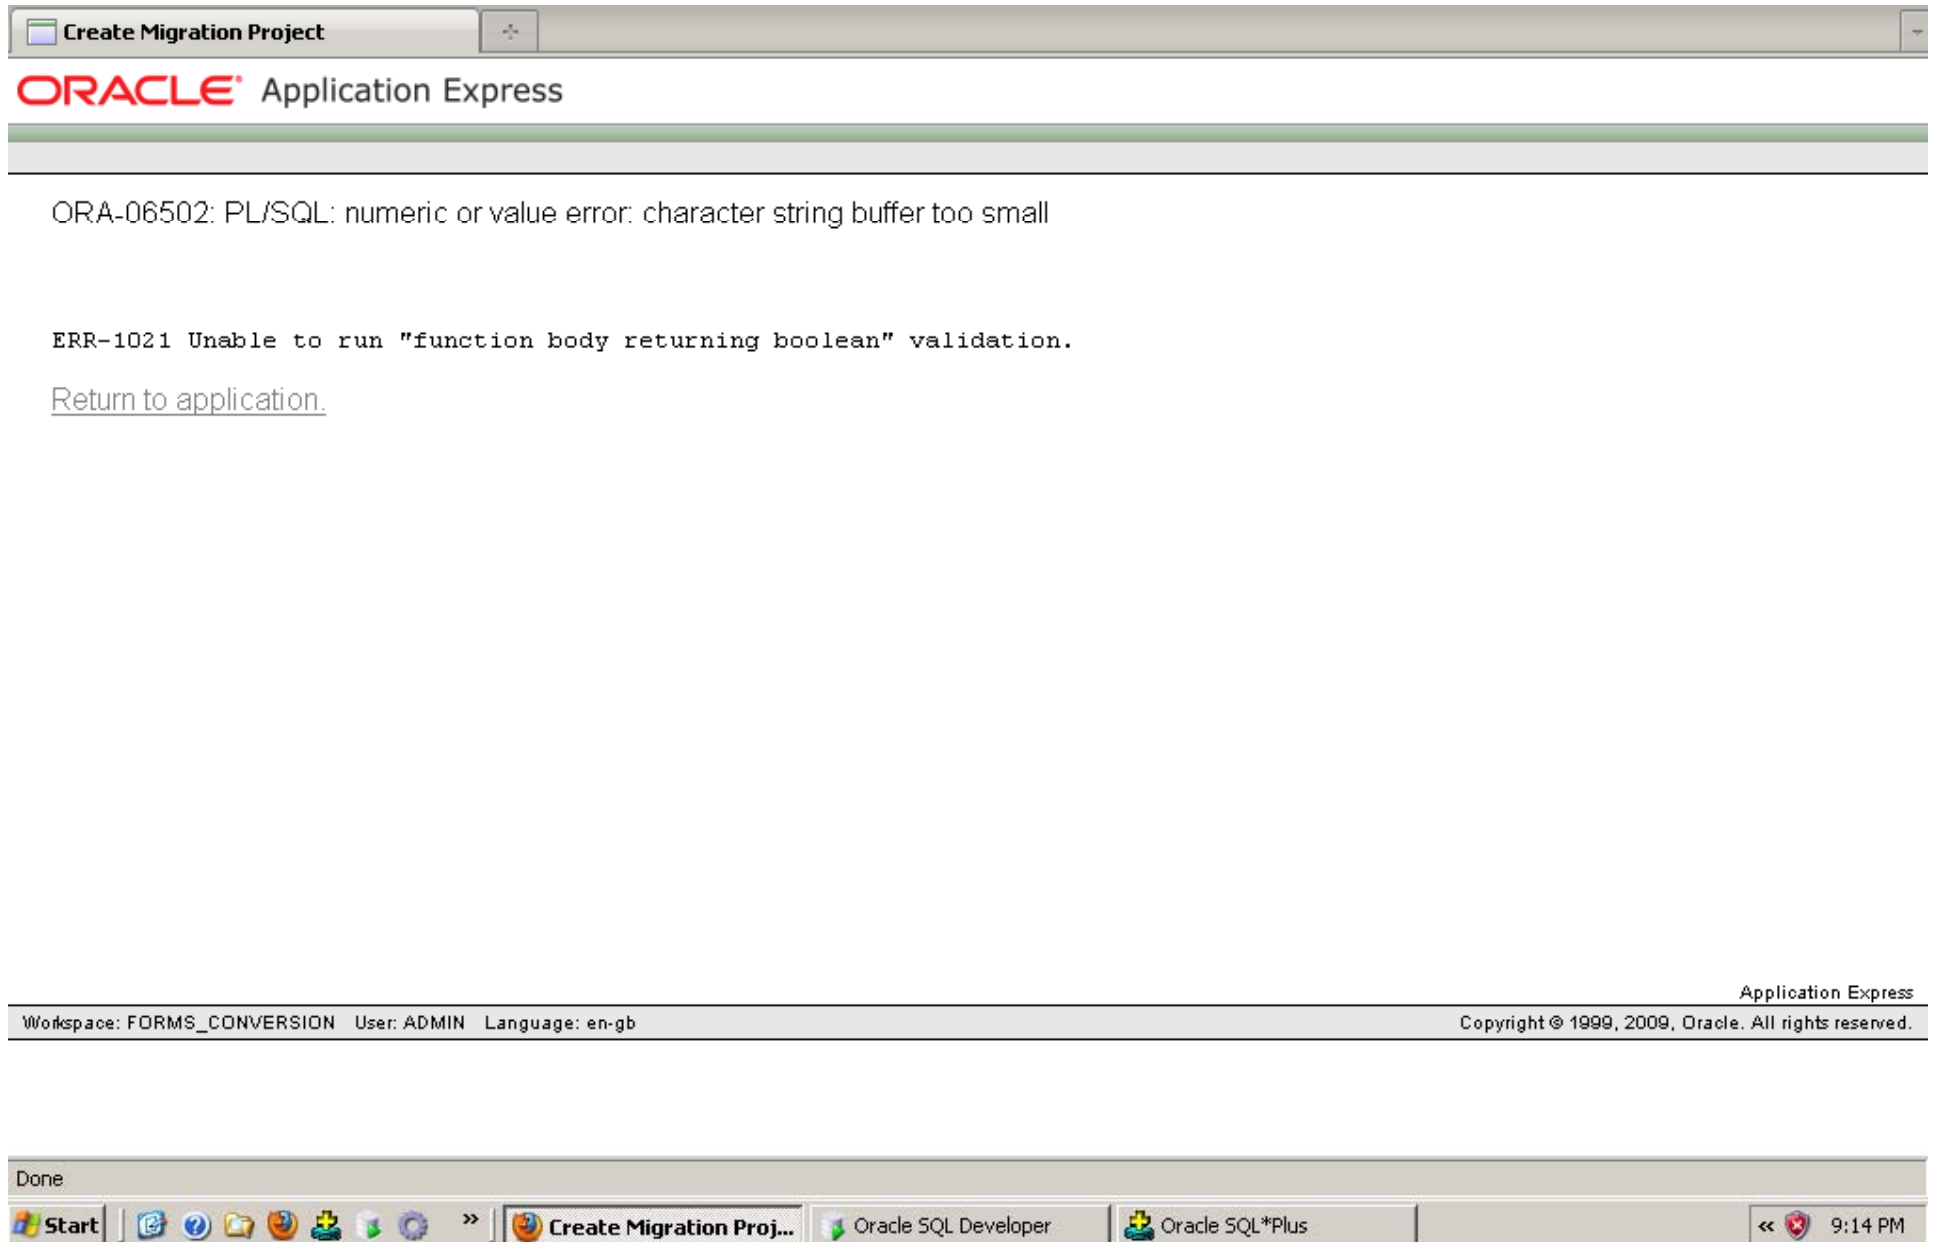 Create Migration Project
ORACLE Application Express
ORA-06502: PL/SQL: numeric or value error: character string buffer too small
ERR-1021 Unable to run "function body returning boolean" validation.
Return to application.
Application Express
Workspace: FORMS_CONVERSION User: ADMIN Language: en-gb Copyright © 1999, 2009, Oracle. All rights reserved.
Done
Start » Create Migration Proj... Oracle SQL Developer Oracle SQL*Plus « 9:14 PM